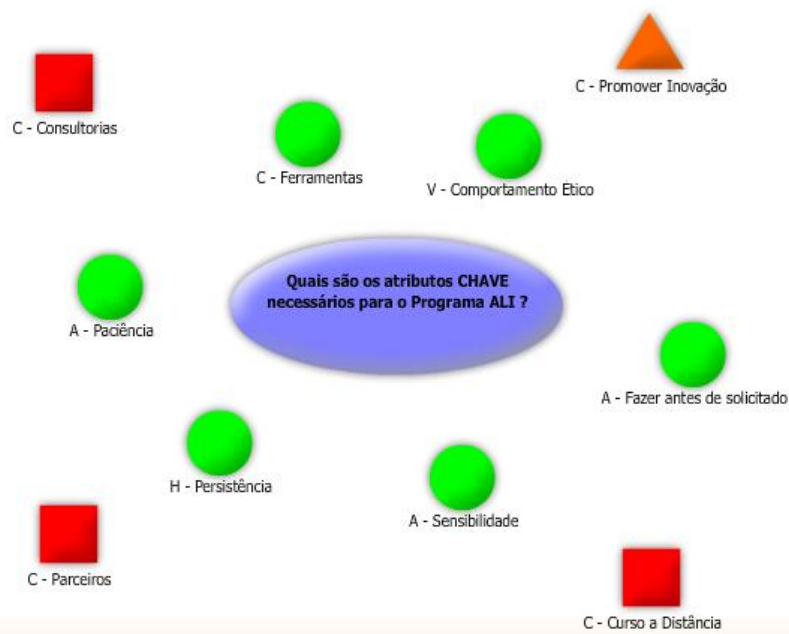 C - Promover Inovação
C - Consultorias
C - Ferramentas
V - Comportamento Ético
Quais são os atributos CHAVE
necessários para o Programa ALI ?
A - Paciência
A - Fazer antes de solicitado
H - Persistência
A - Sensibilidade
C - Parceiros
C - Curso a Distância